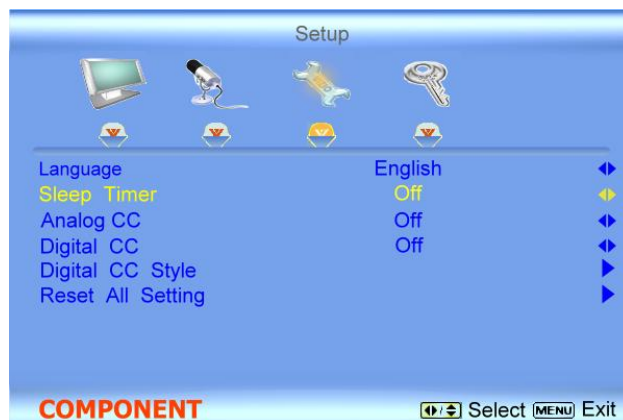 Setup
Language English
Sleep Timer Off
Analog CC Off
Digital CC Off
Digital CC Style
Reset All Setting
COMPONENT Select MENU Exit